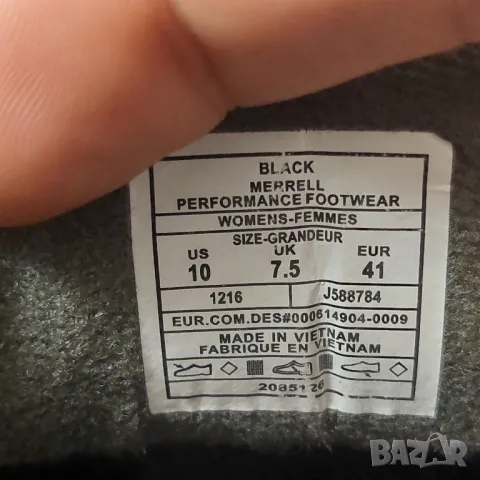 BLACK
MERRELL
PERFORMANCE FOOTWEAR
WOMENS-FEMMES
SIZE-GRANDEUR
US UK EUR
10 7.5 41
1216 J588784
EUR.COM.DES#000614904-0009
MADE IN VIETNAM
FABRIQUE EN VIETNAM
2085126
BAZAR